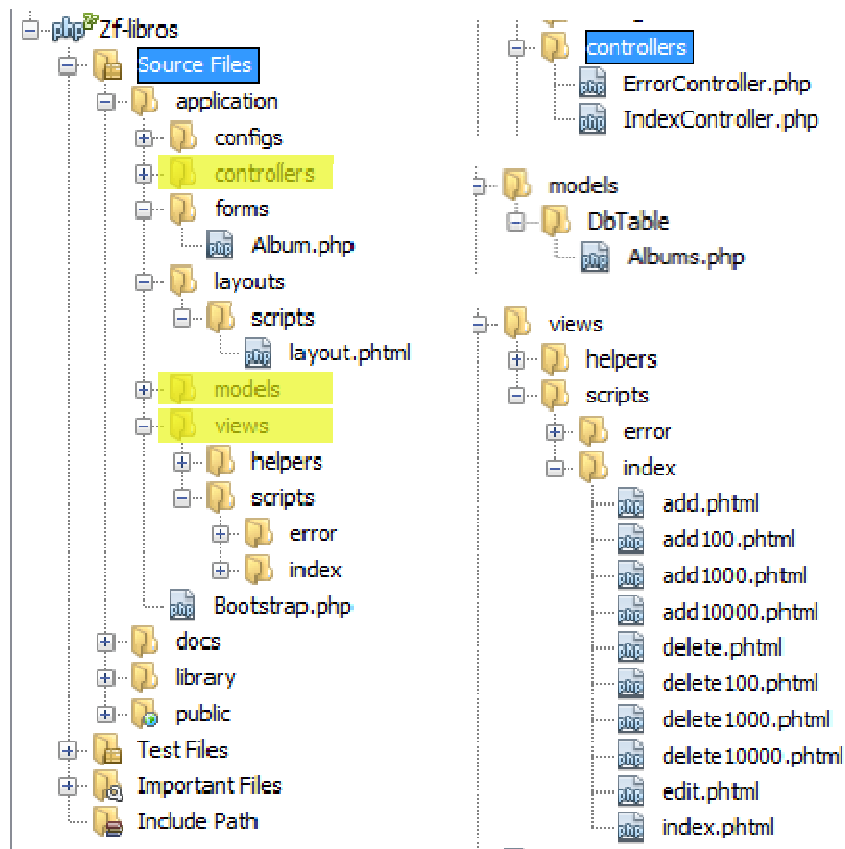 Zf-libros
Source Files
application
configs
controllers
forms
Album.php
layouts
scripts
layout.phtml
models
views
helpers
scripts
error
index
Bootstrap.php
docs
library
public
Test Files
Important Files
Include Path
controllers
ErrorController.php
IndexController.php
models
DbTable
Albums.php
views
helpers
scripts
error
index
add.phtml
add100.phtml
add1000.phtml
add10000.phtml
delete.phtml
delete100.phtml
delete1000.phtml
delete10000.phtml
edit.phtml
index.phtml